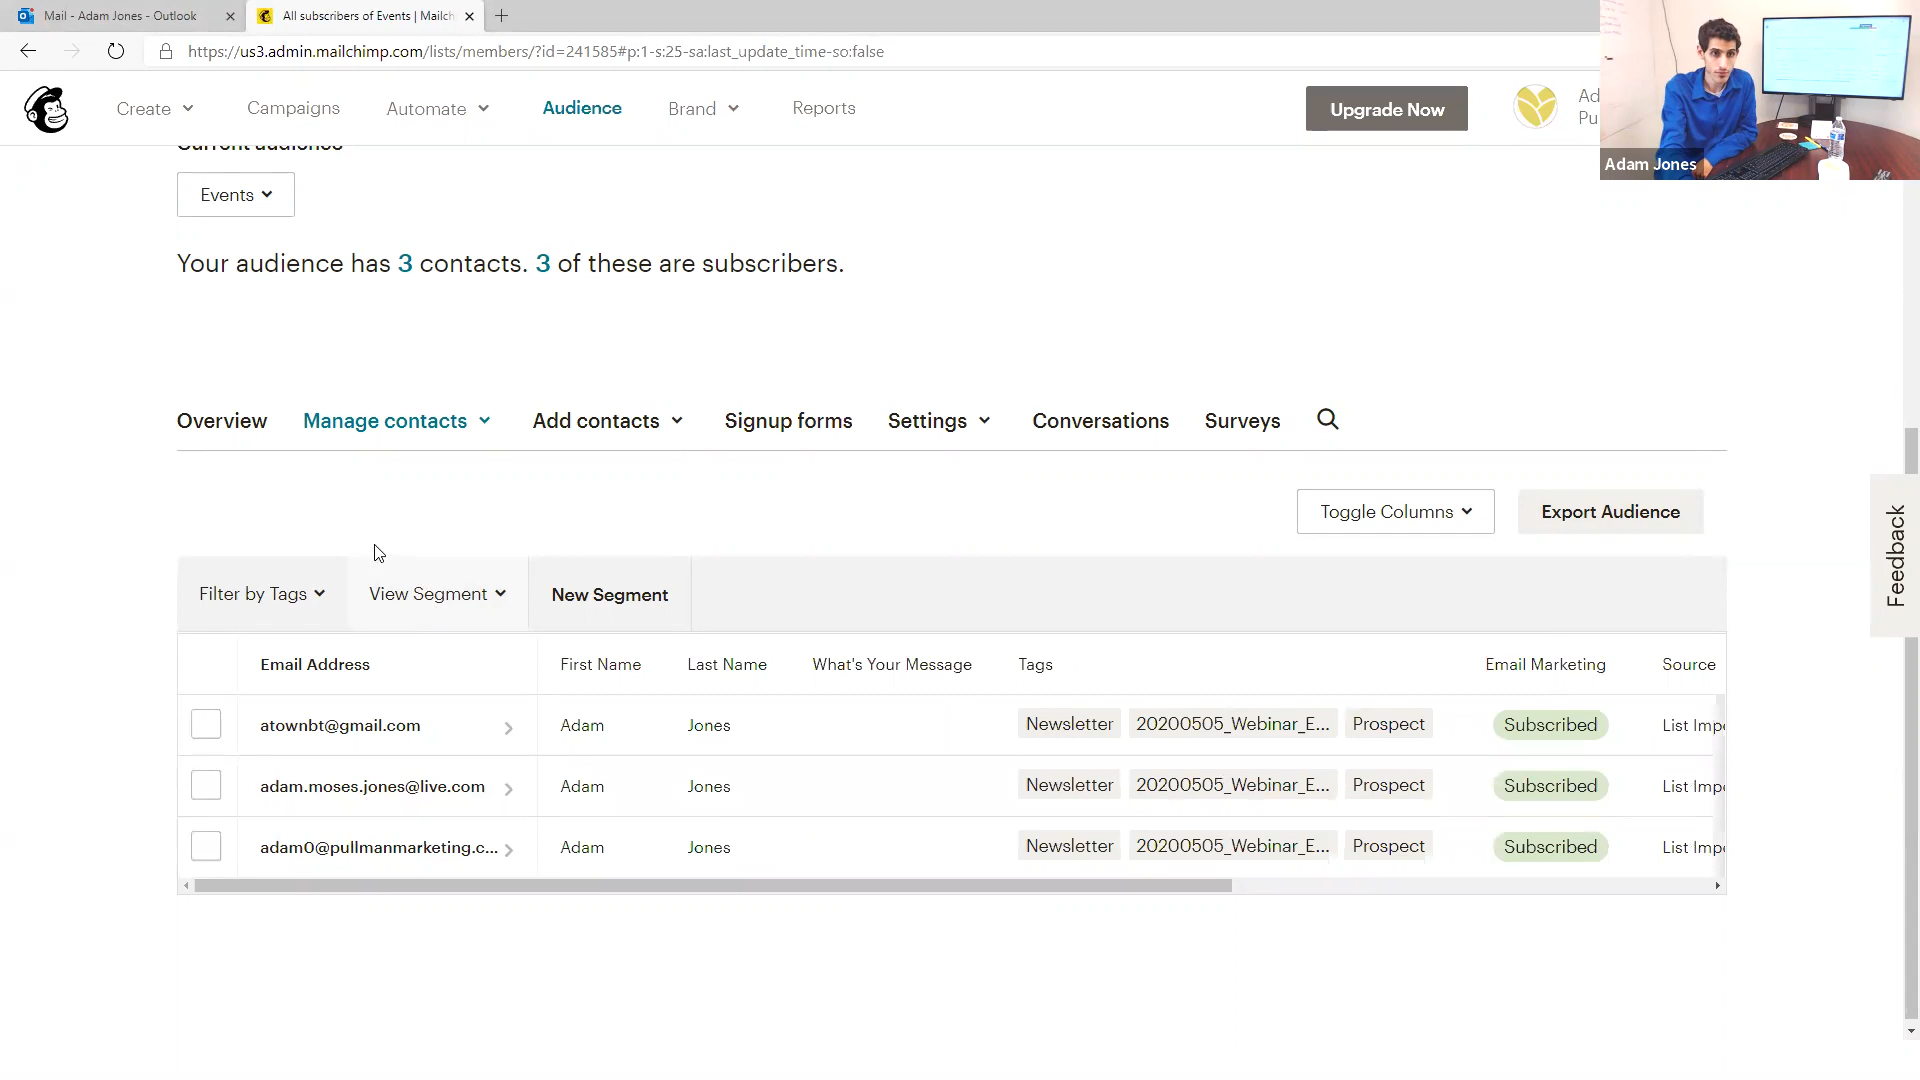 Mail - Adam Jones - Outlook
All subscribers of Events | Mailch
https://us3.admin.mailchimp.com/lists/members/?id=241585#p:1-s:25-sa:last_update_time-so:false
Create
Campaigns
Automate
Audience
Brand
Reports
Upgrade Now
Ad
Pu
Adam Jones
Current audience
Events
Your audience has 3 contacts. 3 of these are subscribers.
Overview
Manage contacts
Add contacts
Signup forms
Settings
Conversations
Surveys
Toggle Columns
Export Audience
Feedback
Filter by Tags
View Segment
New Segment
Email Address First Name Last Name What's Your Message Tags Email Marketing Source
atownbt@gmail.com Adam Jones Newsletter 20200505_Webinar_E... Prospect Subscribed List Impo
adam.moses.jones@live.com Adam Jones Newsletter 20200505_Webinar_E... Prospect Subscribed List Impo
adam0@pullmanmarketing.c... Adam Jones Newsletter 20200505_Webinar_E... Prospect Subscribed List Impo